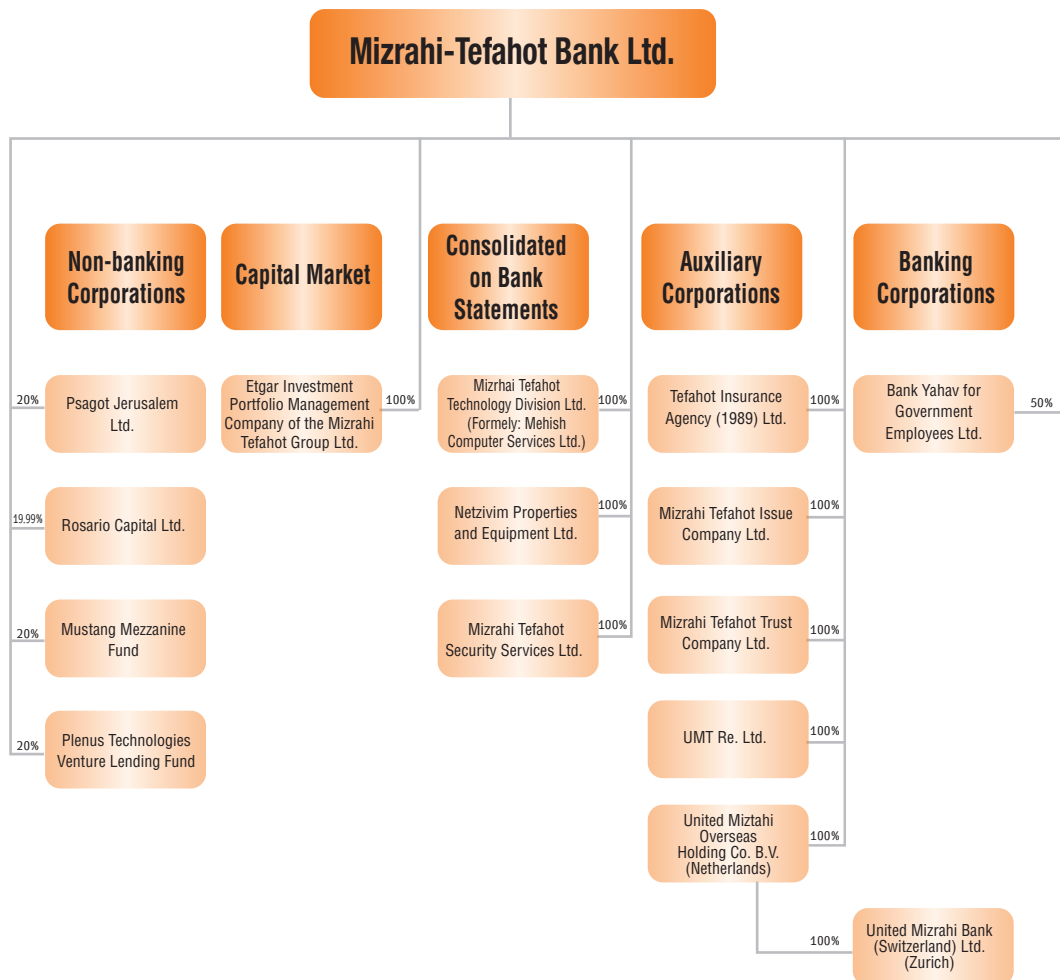 Mizrahi-Tefahot Bank Ltd.
Non-banking
Corporations
20%
Psagot Jerusalem
Ltd.
19.99%
Rosario Capital Ltd.
20%
Mustang Mezzanine
Fund
20%
Plenus Technologies
Venture Lending Fund
Capital Market
Etgar Investment
Portfolio Management
Company of the Mizrahi
Tefahot Group Ltd.
100%
Consolidated
on Bank
Statements
Mizrhai Tefahot
Technology Division Ltd.
(Formely: Mehish
Computer Services Ltd.)
100%
Netzivim Properties
and Equipment Ltd.
100%
Mizrahi Tefahot
Security Services Ltd.
100%
Auxiliary
Corporations
Tefahot Insurance
Agency (1989) Ltd.
100%
Mizrahi Tefahot Issue
Company Ltd.
100%
Mizrahi Tefahot Trust
Company Ltd.
100%
UMT Re. Ltd.
100%
United Miztahi
Overseas
Holding Co. B.V.
(Netherlands)
100%
Banking
Corporations
Bank Yahav for
Government
Employees Ltd.
50%
100%
United Mizrahi Bank
(Switzerland) Ltd.
(Zurich)